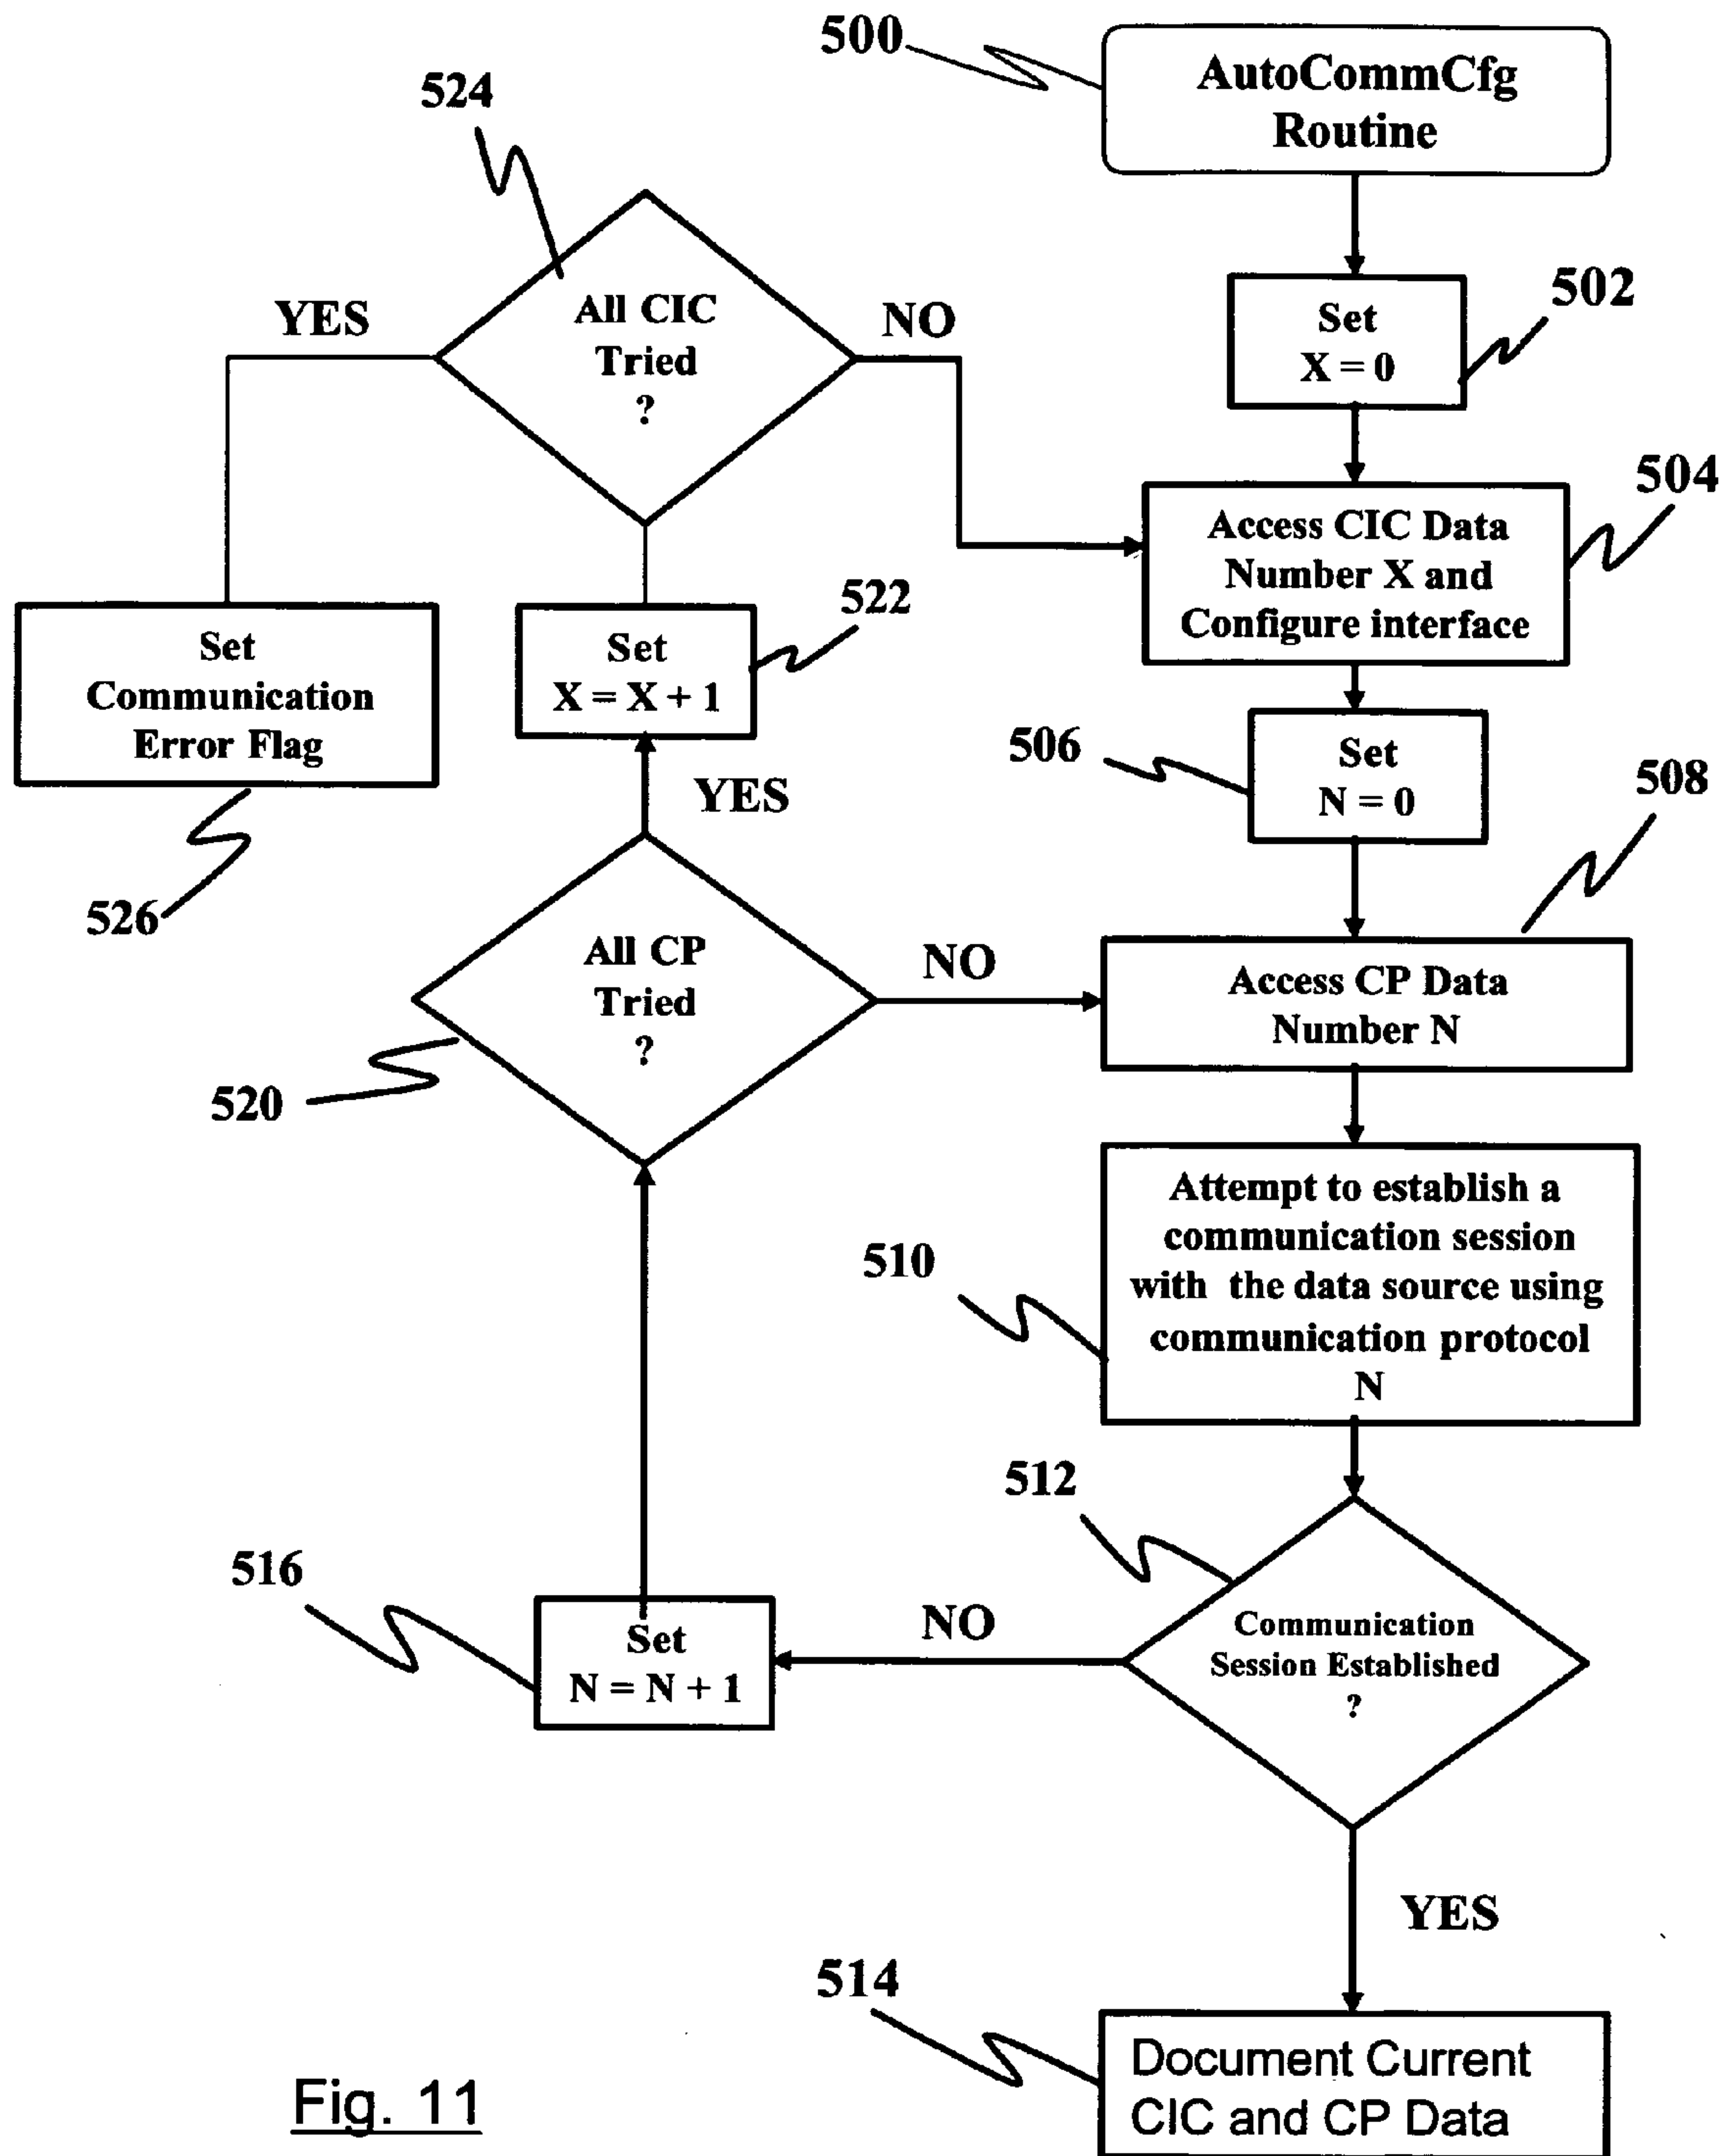 500
AutoCommCfg
Routine
524
502
Set
X = 0
YES
All CIC
Tried
?
NO
504
Access CIC Data
Number X and
Configure interface
522
Set
X = X + 1
Set
Communication
Error Flag
526
506
Set
N = 0
YES
508
All CP
Tried
?
NO
520
Access CP Data
Number N
510
Attempt to establish a
communication session
with the data source using
communication protocol
N
512
Communication
Session Established
?
NO
516
Set
N = N + 1
YES
514
Document Current
CIC and CP Data
Fig. 11